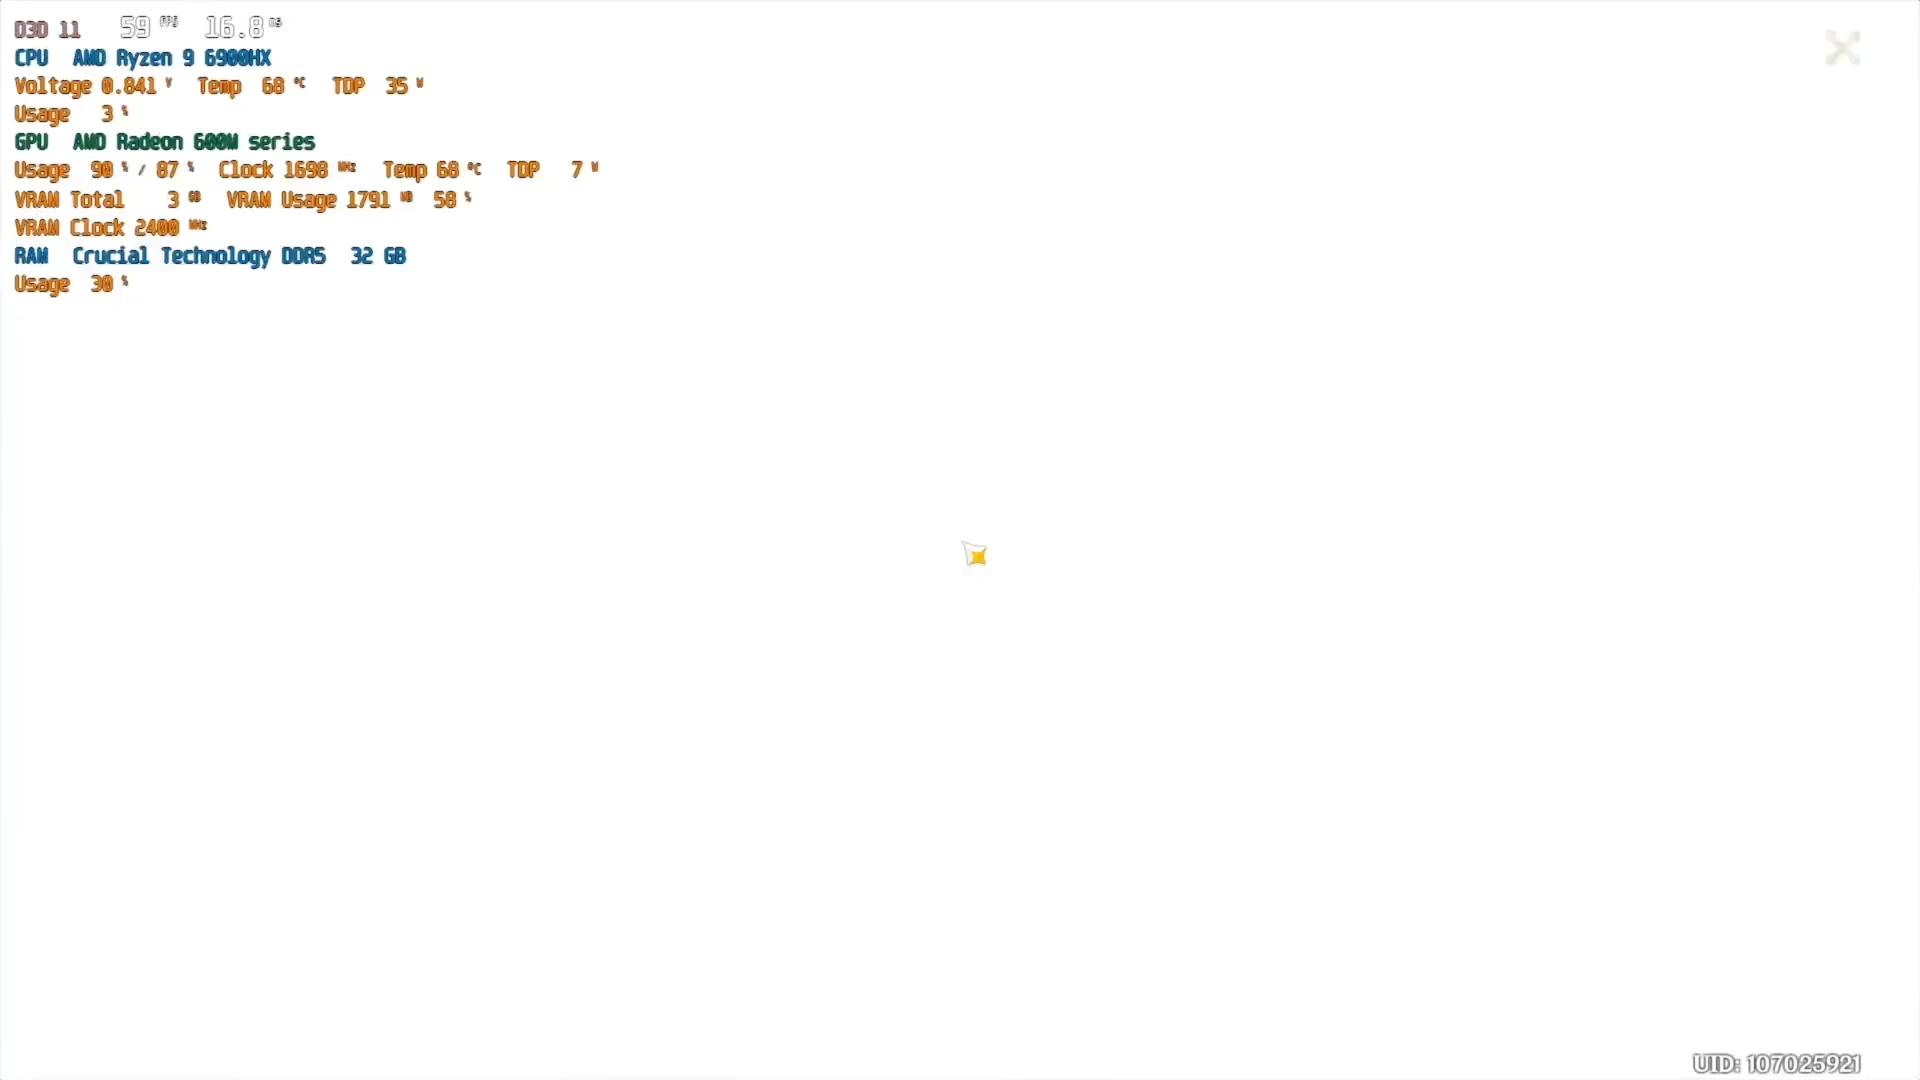 D3D 11 59 FPS 16.8 ms
CPU AMD Ryzen 9 6900HX
Voltage 0.841 V Temp 68 °C TDP 35 W
Usage 3 %
GPU AMD Radeon 600M series
Usage 90 % / 87 % Clock 1698 MHz Temp 68 °C TDP 7 W
VRAM Total 3 GB VRAM Usage 1791 MB 58 %
VRAM Clock 2400 MHz
RAM Crucial Technology DDR5 32 GB
Usage 30 %
UID: 107025921